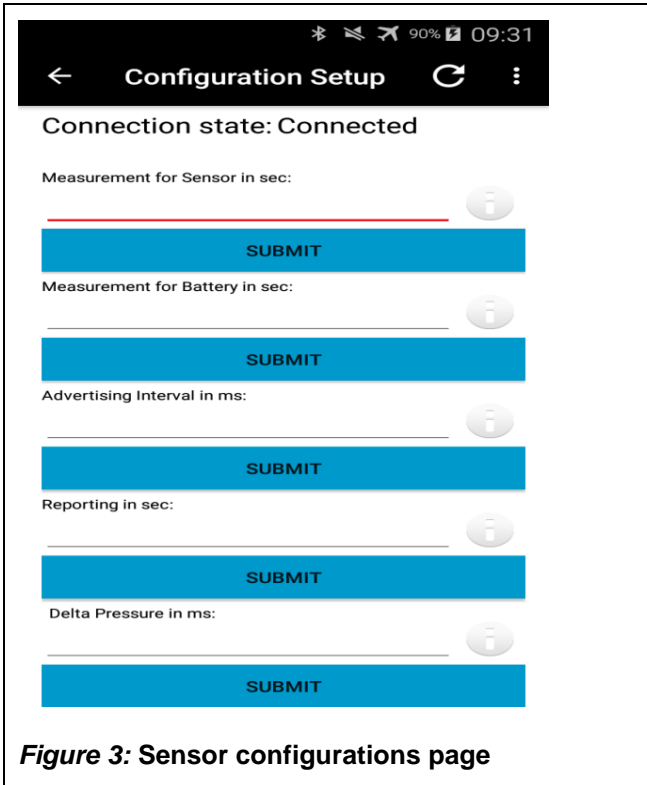 90% 09:31
Configuration Setup
Connection state: Connected
Measurement for Sensor in sec:
SUBMIT
Measurement for Battery in sec:
SUBMIT
Advertising Interval in ms:
SUBMIT
Reporting in sec:
SUBMIT
Delta Pressure in ms:
SUBMIT
Figure 3: Sensor configurations page